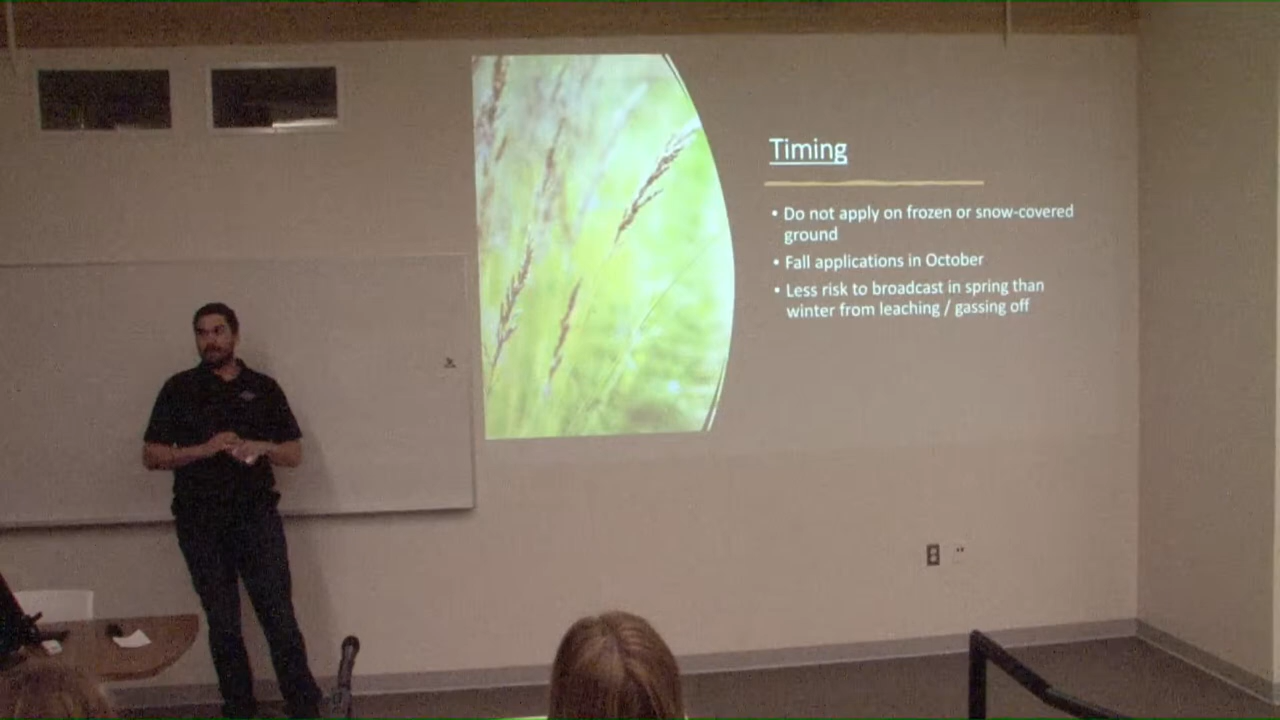 Timing
• Do not apply on frozen or snow-covered
ground
• Fall applications in October
• Less risk to broadcast in spring than
winter from leaching / gassing off